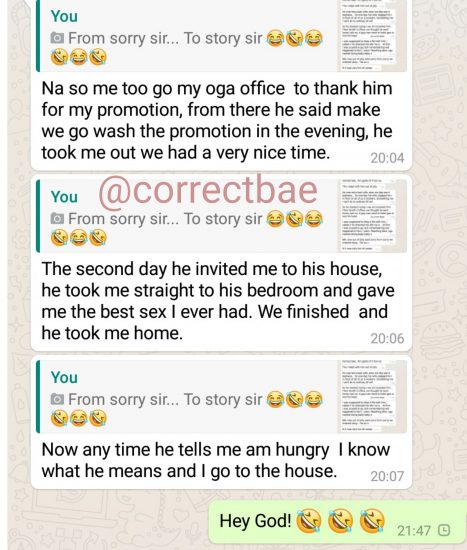 You
From sorry sir... To story sir 😂🤣😂
🤣😂🤣
Na so me too go my oga office to thank him
for my promotion, from there he said make
we go wash the promotion in the evening, he
took me out we had a very nice time.
20:04
@correctbae
You
From sorry sir... To story sir 😂🤣😂
🤣😂🤣
The second day he invited me to his house,
he took me straight to his bedroom and gave
me the best sex I ever had. We finished and
he took me home.
20:06
You
From sorry sir... To story sir 😂🤣😂
🤣😂🤣
Now any time he tells me am hungry I know
what he means and I go to the house.
20:07
Hey God! 🤣🤣🤣
21:47